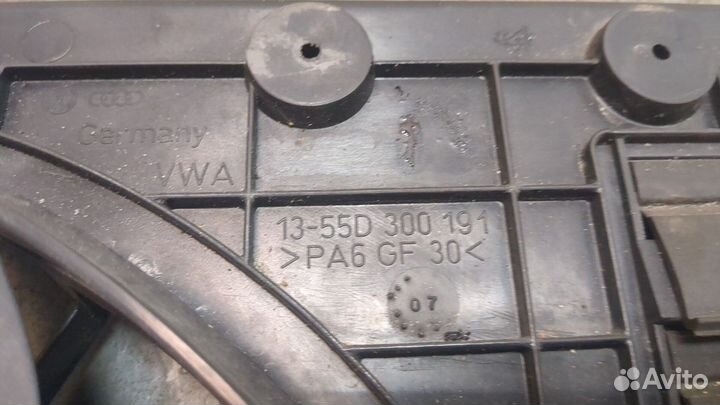 Germany
VWA
13-55D 300 191
>PA6 GF 30<
07
Avito